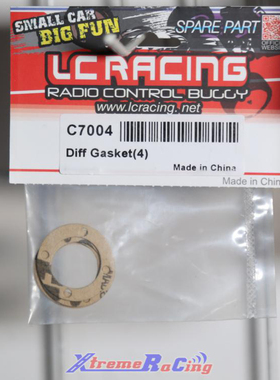 SMALL CAR
BIG FUN
SPARE PART
LC RACING
RADIO CONTROL BUGGY
www.lcracing.net
C7004
Diff Gasket(4)
Made in China
Made in China
XtremeRaCing